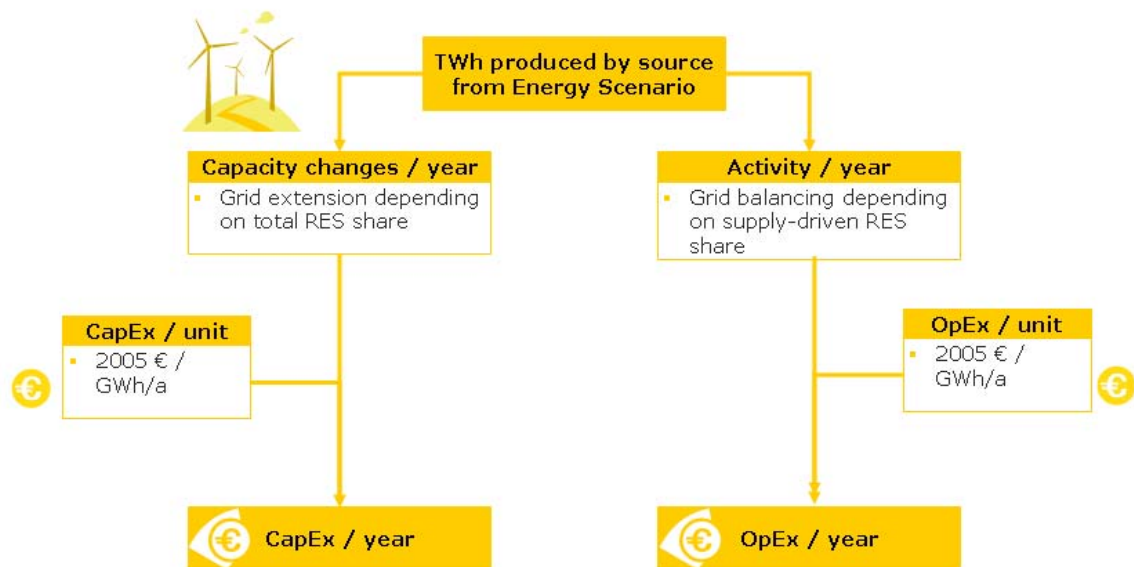 TWh produced by source
from Energy Scenario
Capacity changes / year
▪ Grid extension depending
on total RES share
Activity / year
▪ Grid balancing depending
on supply-driven RES
share
CapEx / unit
▪ 2005 € /
GWh/a
€
OpEx / unit
▪ 2005 € /
GWh/a
€
€ CapEx / year
€ OpEx / year